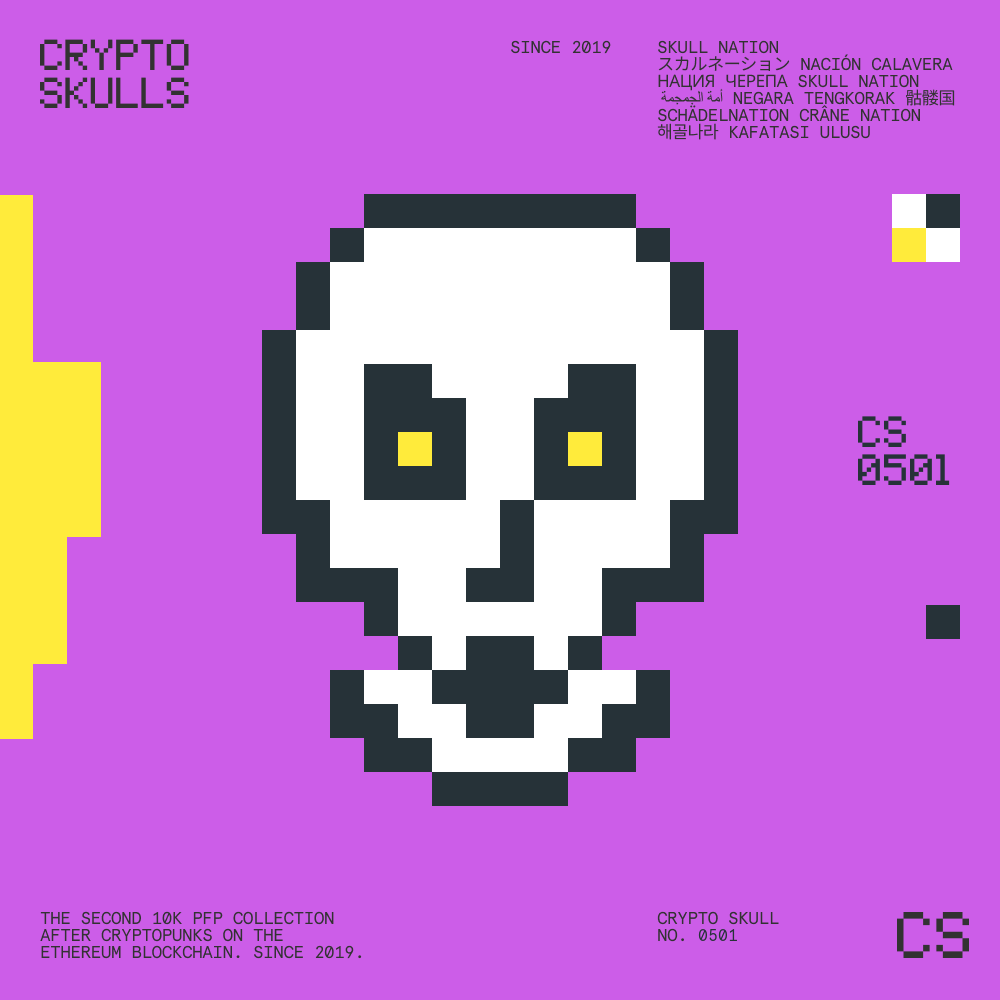 CRYPTO
SKULLS
SINCE 2019
SKULL NATION
スカルネーション NACIÓN CALAVERA
НАЦИЯ ЧЕРЕПА SKULL NATION
أمة الجمجمة NEGARA TENGKORAK 骷髅国
SCHÄDELNATION CRÂNE NATION
해골나라 KAFATASI ULUSU
CS
0501
THE SECOND 10K PFP COLLECTION
AFTER CRYPTOPUNKS ON THE
ETHEREUM BLOCKCHAIN. SINCE 2019.
CRYPTO SKULL
NO. 0501
CS